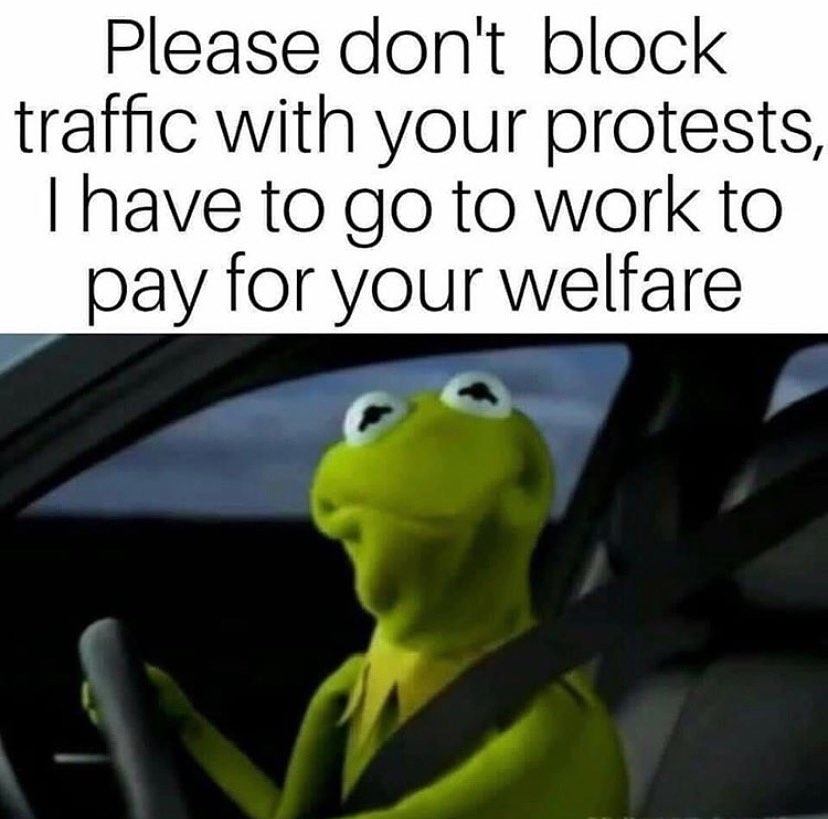 Please don't block
traffic with your protests,
I have to go to work to
pay for your welfare